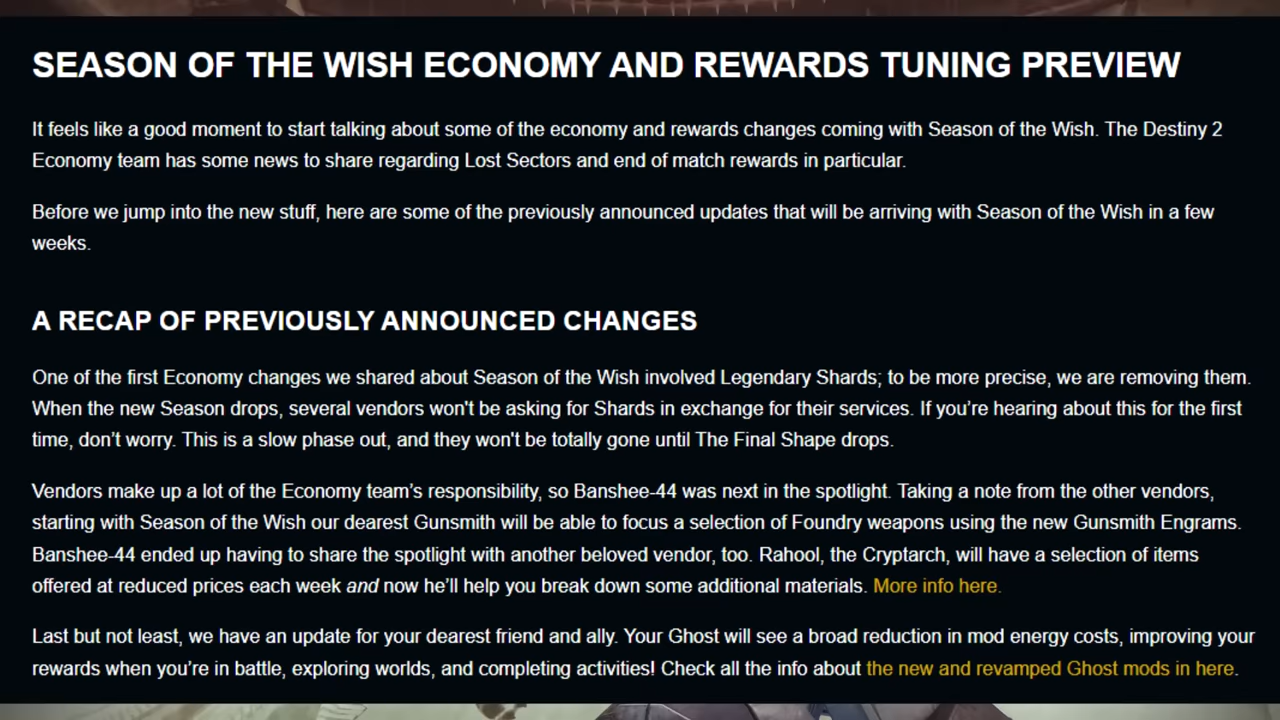 SEASON OF THE WISH ECONOMY AND REWARDS TUNING PREVIEW
It feels like a good moment to start talking about some of the economy and rewards changes coming with Season of the Wish. The Destiny 2
Economy team has some news to share regarding Lost Sectors and end of match rewards in particular.
Before we jump into the new stuff, here are some of the previously announced updates that will be arriving with Season of the Wish in a few
weeks.
A RECAP OF PREVIOUSLY ANNOUNCED CHANGES
One of the first Economy changes we shared about Season of the Wish involved Legendary Shards; to be more precise, we are removing them.
When the new Season drops, several vendors won't be asking for Shards in exchange for their services. If you're hearing about this for the first
time, don't worry. This is a slow phase out, and they won't be totally gone until The Final Shape drops.
Vendors make up a lot of the Economy team's responsibility, so Banshee-44 was next in the spotlight. Taking a note from the other vendors,
starting with Season of the Wish our dearest Gunsmith will be able to focus a selection of Foundry weapons using the new Gunsmith Engrams.
Banshee-44 ended up having to share the spotlight with another beloved vendor, too. Rahool, the Cryptarch, will have a selection of items
offered at reduced prices each week and now he'll help you break down some additional materials. More info here.
Last but not least, we have an update for your dearest friend and ally. Your Ghost will see a broad reduction in mod energy costs, improving your
rewards when you're in battle, exploring worlds, and completing activities! Check all the info about the new and revamped Ghost mods in here.